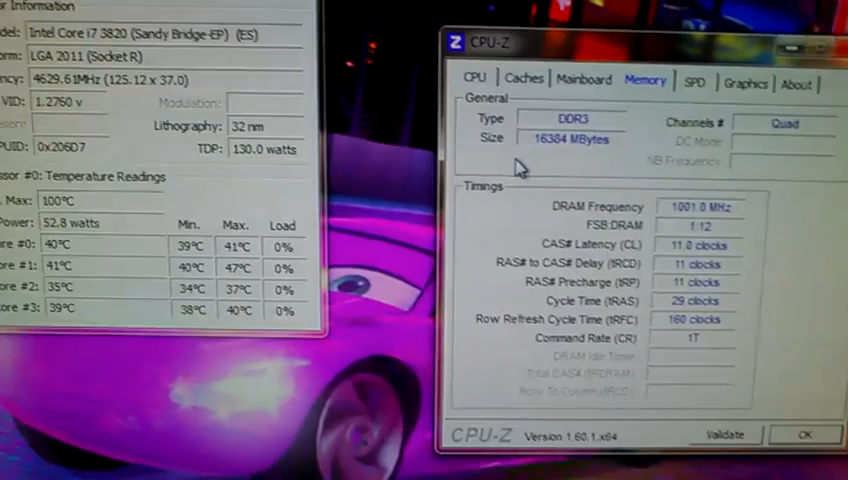 r Information
del: Intel Core i7 3820 (Sandy Bridge-EP) (ES)
orm: LGA 2011 (Socket R)
ncy: 4629.61MHz (125.12 x 37.0)
VID: 1.2760 v
Modulation:
Lithography: 32 nm
PUID: 0x206D7
TDP: 130.0 watts
ssor #0: Temperature Readings
. Max: 100°C
Power: 52.8 watts
Min. Max. Load
ore #0: 40°C 39°C 41°C 0%
ore #1: 41°C 40°C 47°C 0%
ore #2: 35°C 34°C 37°C 0%
ore #3: 39°C 38°C 40°C 0%
Z CPU-Z
CPU Caches Mainboard Memory SPD Graphics About
General
Type DDR3 Channels # Quad
Size 16384 MBytes DC Mode
NB Frequency
Timings
DRAM Frequency 1001.0 MHz
FSB:DRAM 1:12
CAS# Latency (CL) 11.0 clocks
RAS# to CAS# Delay (tRCD) 11 clocks
RAS# Precharge (tRP) 11 clocks
Cycle Time (tRAS) 29 clocks
Row Refresh Cycle Time (tRFC) 160 clocks
Command Rate (CR) 1T
DRAM Idle Timer
Total CAS# (tRDRAM)
Row To Column (tRCD)
CPU-Z Version 1.60.1.x64 Validate OK